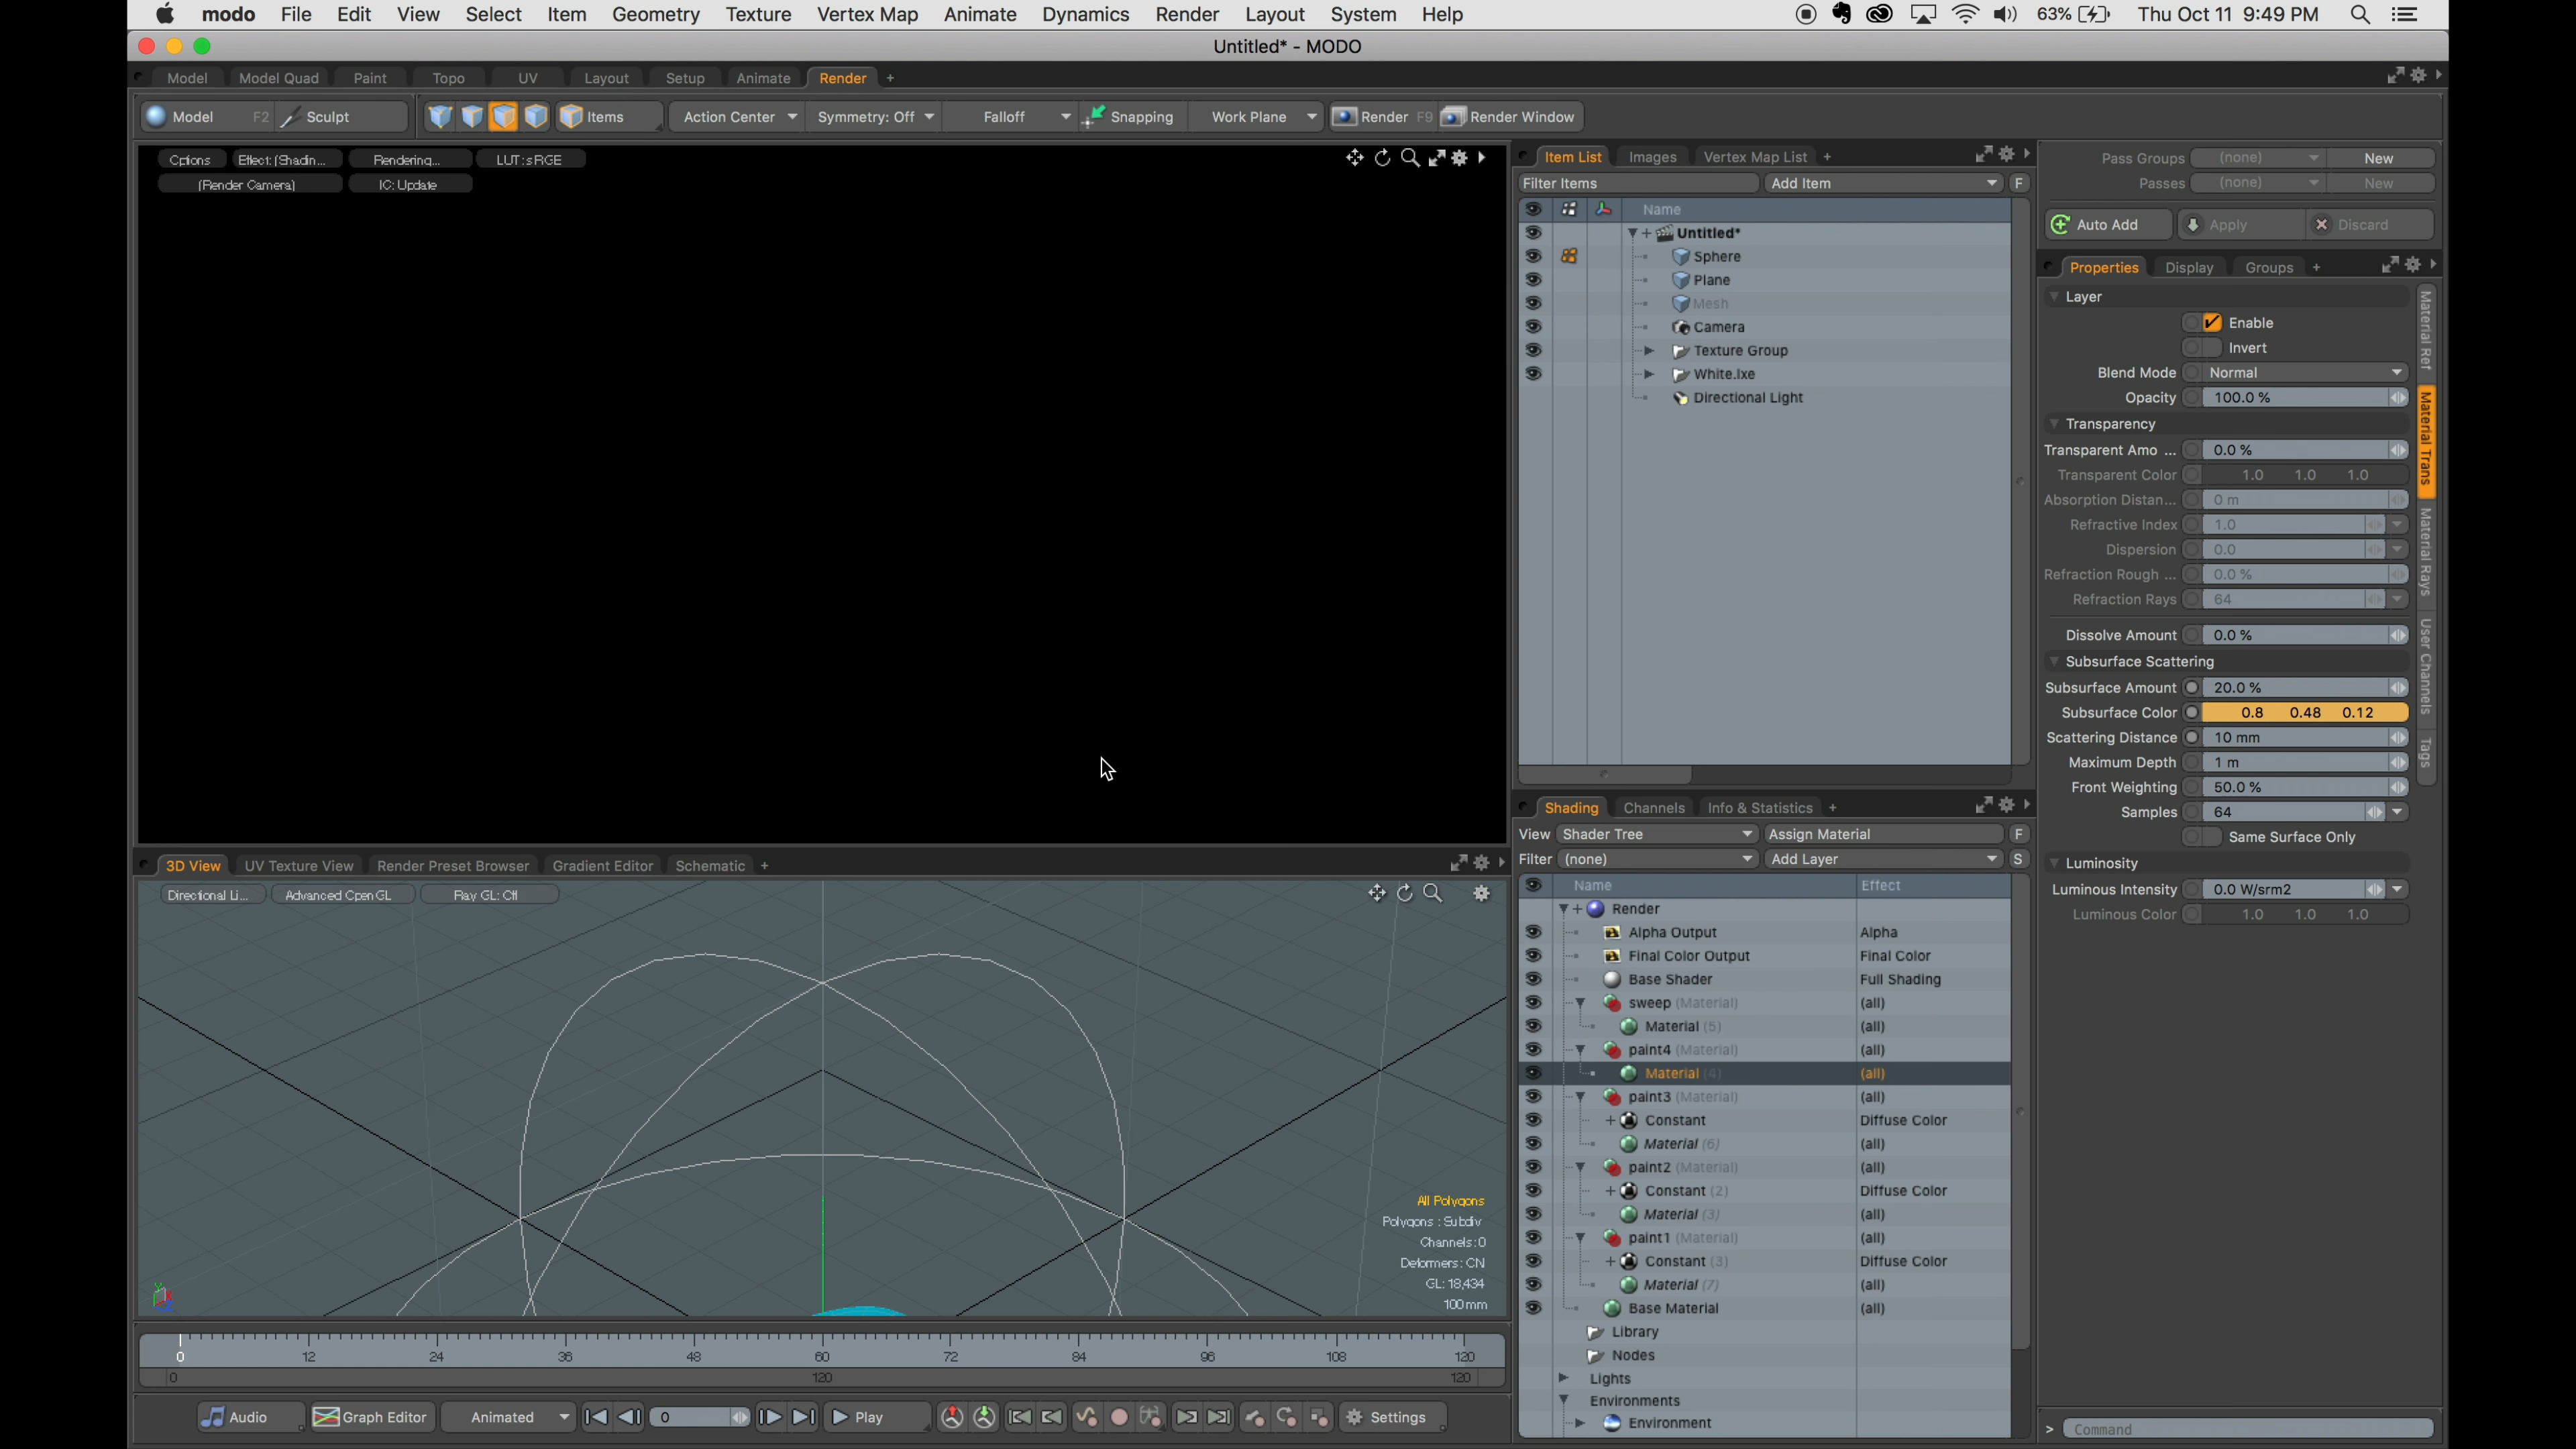 modo File Edit View Select Item Geometry Texture Vertex Map Animate Dynamics Render Layout System Help 63% Thu Oct 11 9:49 PM
Untitled* - MODO
Model Model Quad Paint Topo UV Layout Setup Animate Render +
Model F2 Sculpt Items Action Center Symmetry: Off Falloff Snapping Work Plane Render F9 Render Window
Options Effect: (Shadin... Rendering... LUT: sRGB
(Render Camera) IC: Update
Item List Images Vertex Map List +
Filter Items Add Item F
Name
Untitled*
Sphere
Plane
Mesh
Camera
Texture Group
White.lxe
Directional Light
Pass Groups (none) New
Passes (none) New
Auto Add Apply Discard
Properties Display Groups +
Layer
Enable
Invert
Blend Mode Normal
Opacity 100.0 %
Transparency
Transparent Amo ... 0.0 %
Transparent Color 1.0 1.0 1.0
Absorption Distan... 0 m
Refractive Index 1.0
Dispersion 0.0
Refraction Rough ... 0.0 %
Refraction Rays 64
Dissolve Amount 0.0 %
Subsurface Scattering
Subsurface Amount 20.0 %
Subsurface Color 0.8 0.48 0.12
Scattering Distance 10 mm
Maximum Depth 1 m
Front Weighting 50.0 %
Samples 64
Same Surface Only
Luminosity
Luminous Intensity 0.0 W/srm2
Luminous Color 1.0 1.0 1.0
Material Ref
Material Trans
Material Rays
User Channels
Tags
Shading Channels Info & Statistics +
View Shader Tree Assign Material F
Filter (none) Add Layer S
Name Effect
Render
Alpha Output Alpha
Final Color Output Final Color
Base Shader Full Shading
sweep (Material) (all)
Material (5) (all)
paint4 (Material) (all)
Material (4) (all)
paint3 (Material) (all)
Constant Diffuse Color
Material (6) (all)
paint2 (Material) (all)
Constant (2) Diffuse Color
Material (3) (all)
paint1 (Material) (all)
Constant (3) Diffuse Color
Material (7) (all)
Base Material (all)
Library
Nodes
Lights
Environments
Environment
3D View UV Texture View Render Preset Browser Gradient Editor Schematic +
Directional Li... Advanced OpenGL Ray GL: Off
All Polygons
Polygons : Subdiv
Channels: 0
Deformers: ON
GL: 18,434
100 mm
0 12 24 36 48 60 72 84 96 108 120
0 120 120
Audio Graph Editor Animated 0 Play Settings
> Command